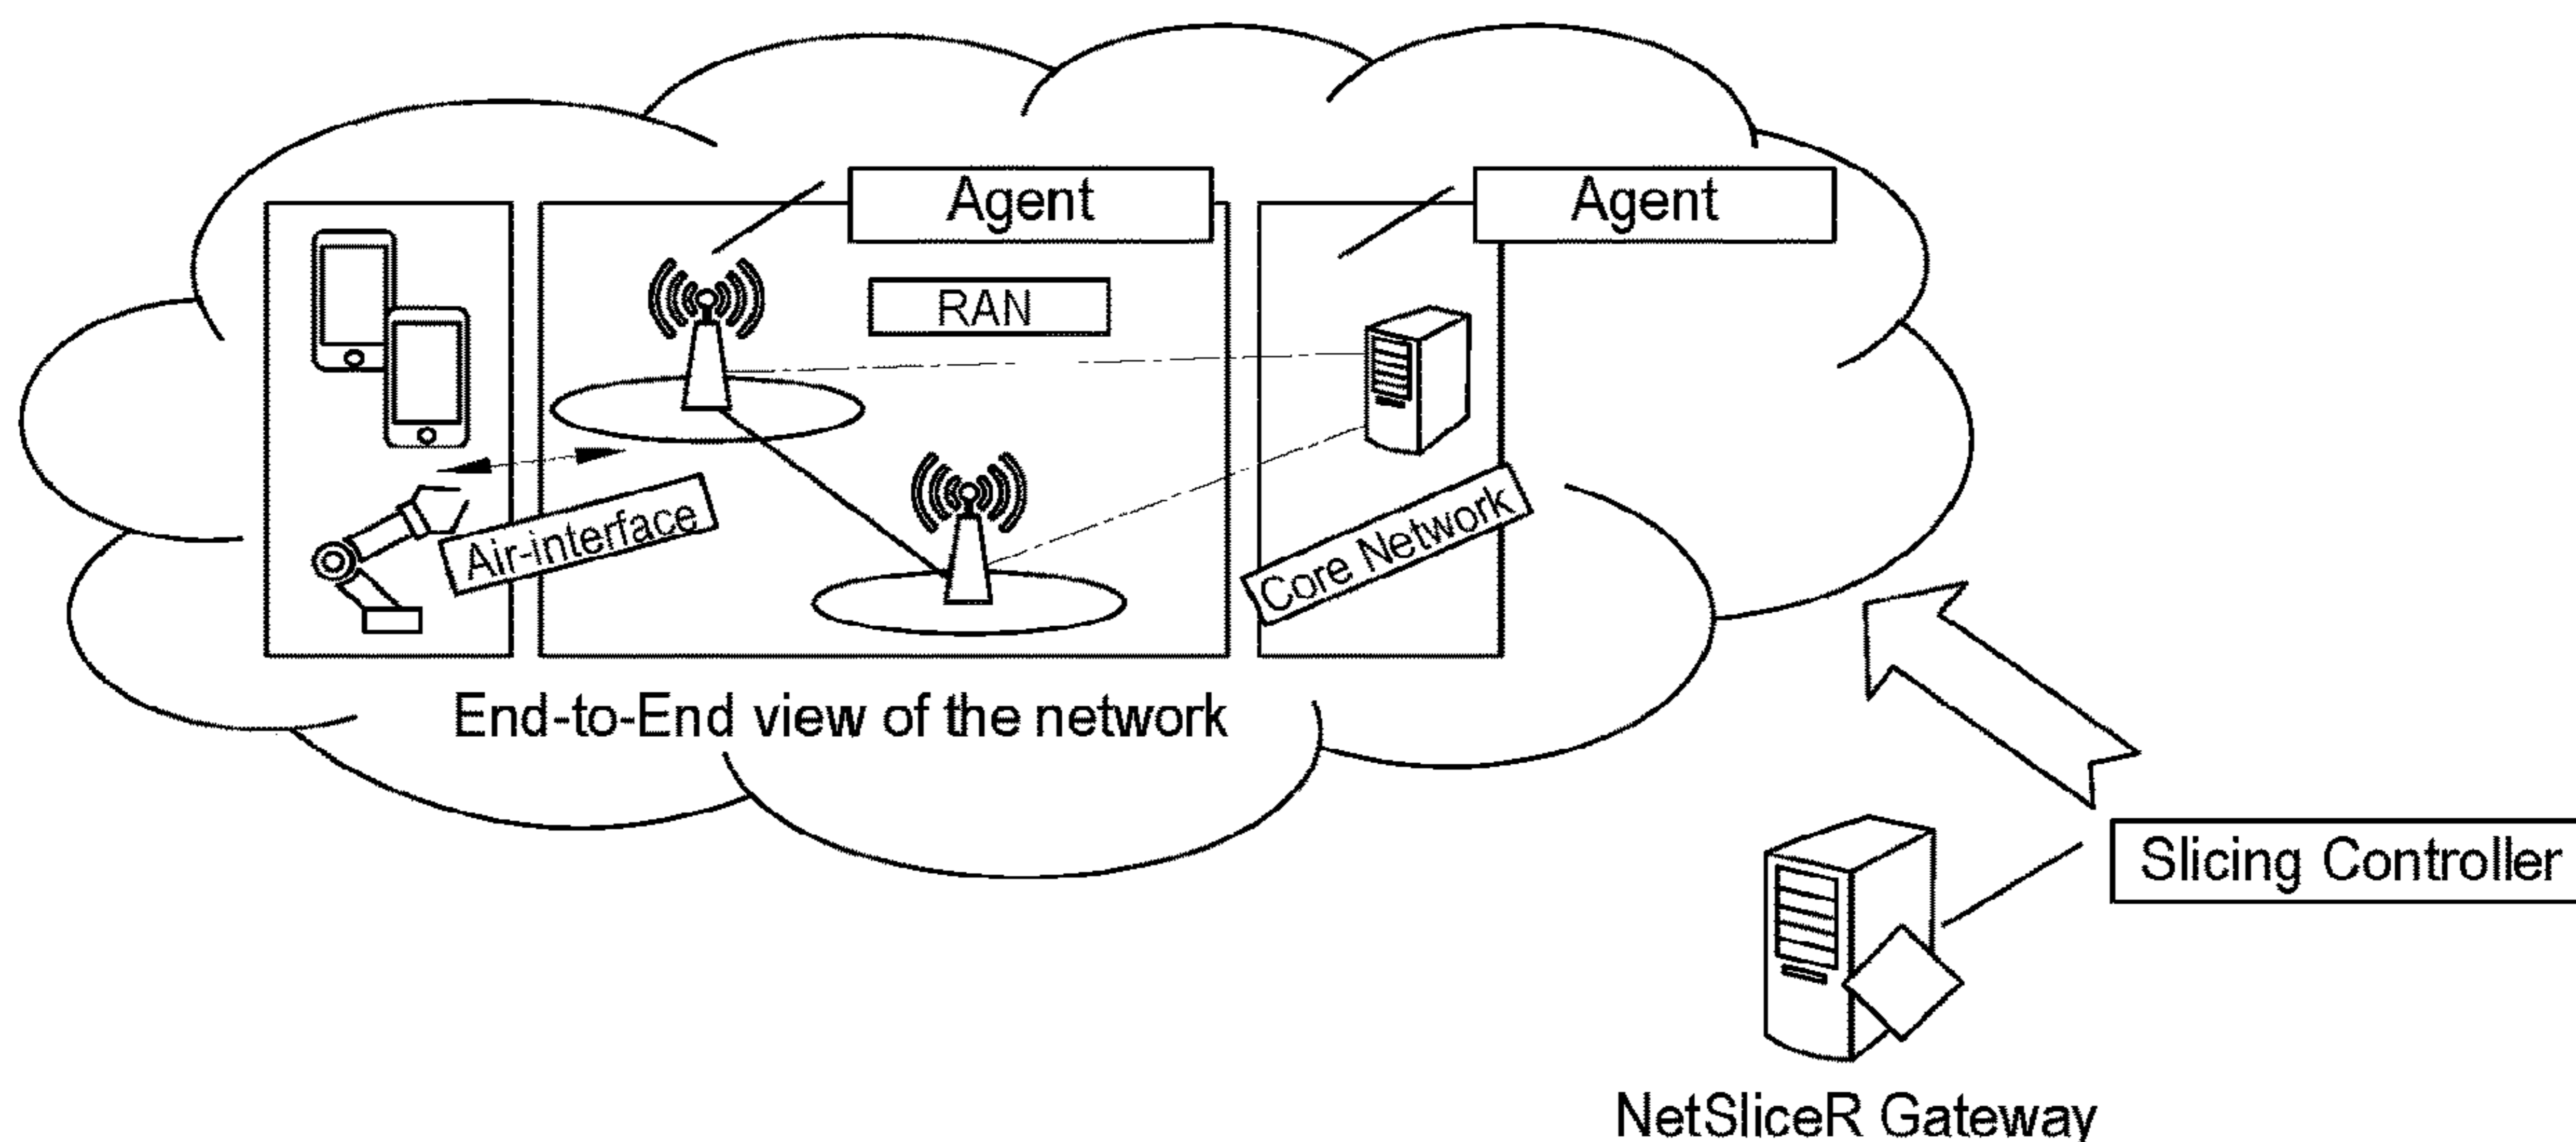 Agent
Agent
RAN
Air-interface
Core Network
End-to-End view of the network
Slicing Controller
NetSliceR Gateway